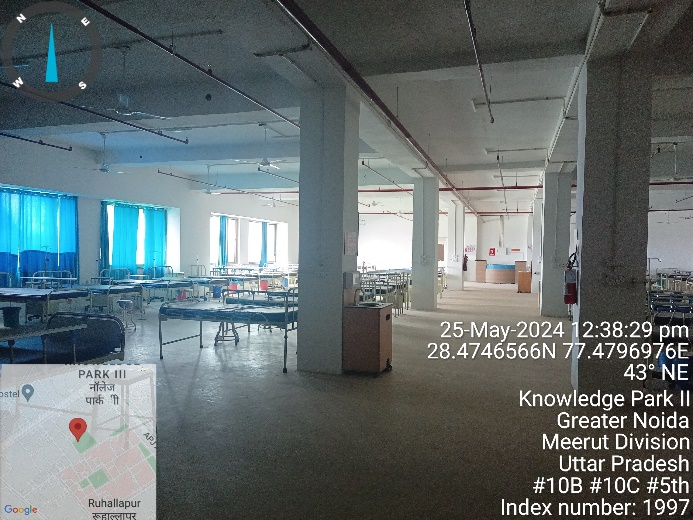 N
E
W
S
25-May-2024 12:38:29 pm
28.4746566N 77.4796976E
43° NE
Knowledge Park II
Greater Noida
Meerut Division
Uttar Pradesh
#10B #10C #5th
Index number: 1997
PARK III
नॉलेज
पार्क
ostel
Ruhallapur
रूहाल्लापुर
Google